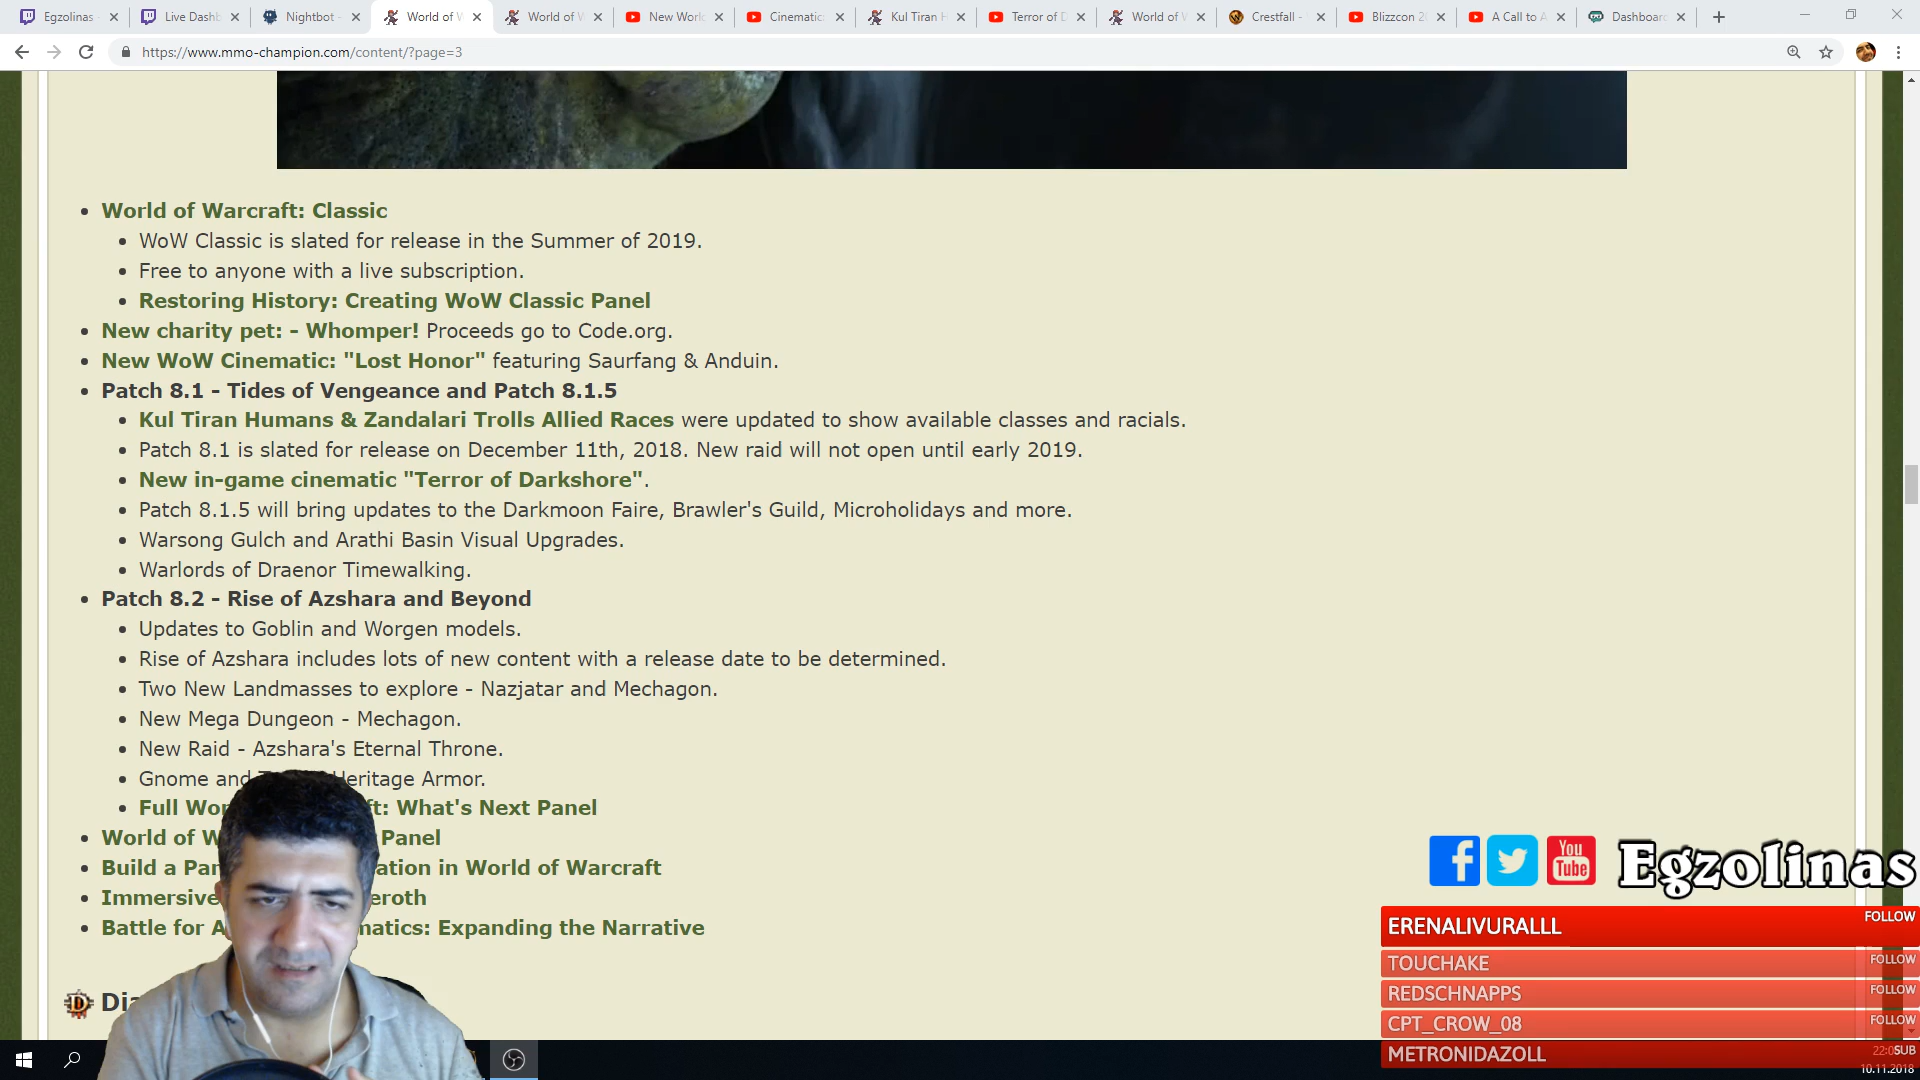 Egzolinas -
Live Dashb
Nightbot -
World of W
World of W
New World
Cinematic
Kul Tiran H
Terror of D
World of W
Crestfall -
Blizzcon 2
A Call to A
Dashboard
https://www.mmo-champion.com/content/?page=3
World of Warcraft: Classic
WoW Classic is slated for release in the Summer of 2019.
Free to anyone with a live subscription.
Restoring History: Creating WoW Classic Panel
New charity pet: - Whomper! Proceeds go to Code.org.
New WoW Cinematic: "Lost Honor" featuring Saurfang & Anduin.
Patch 8.1 - Tides of Vengeance and Patch 8.1.5
Kul Tiran Humans & Zandalari Trolls Allied Races were updated to show available classes and racials.
Patch 8.1 is slated for release on December 11th, 2018. New raid will not open until early 2019.
New in-game cinematic "Terror of Darkshore".
Patch 8.1.5 will bring updates to the Darkmoon Faire, Brawler's Guild, Microholidays and more.
Warsong Gulch and Arathi Basin Visual Upgrades.
Warlords of Draenor Timewalking.
Patch 8.2 - Rise of Azshara and Beyond
Updates to Goblin and Worgen models.
Rise of Azshara includes lots of new content with a release date to be determined.
Two New Landmasses to explore - Nazjatar and Mechagon.
New Mega Dungeon - Mechagon.
New Raid - Azshara's Eternal Throne.
Gnome and Heritage Armor.
Full Wor ft: What's Next Panel
World of W Panel
Build a Pan ation in World of Warcraft
Immersive eroth
Battle for A matics: Expanding the Narrative
Dia
You
Tube
Egzolinas
ERENALIVURALLL FOLLOW
TOUCHAKE FOLLOW
REDSCHNAPPS FOLLOW
CPT_CROW_08 FOLLOW
METRONIDAZOLL SUB
10.11.2018